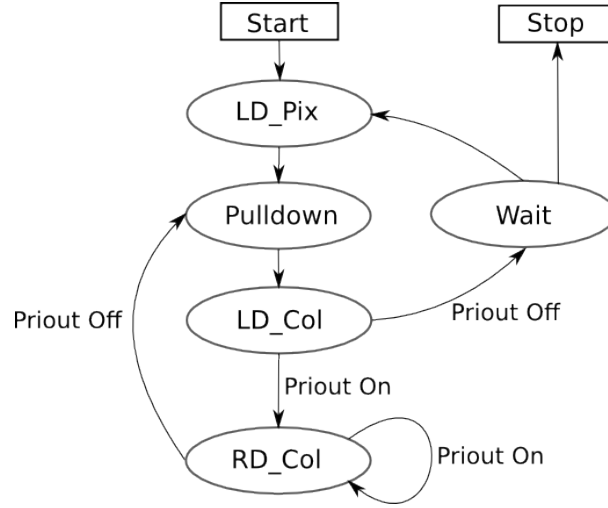 Start
Stop
LD_Pix
Pulldown
Wait
Priout Off
LD_Col
Priout Off
Priout On
RD_Col
Priout On